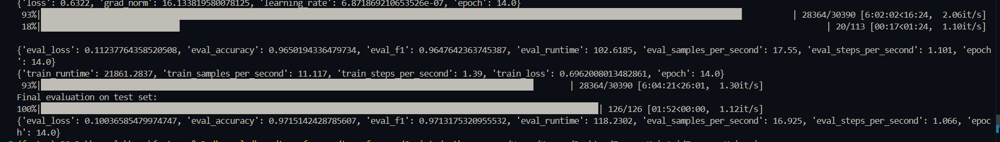 {'loss': 0.6322, 'grad_norm': 16.133819580078125, 'learning_rate': 6.871869210653526e-07, 'epoch': 14.0}
93%| | 28364/30390 [6:02:02<16:24, 2.06it/s]
18%| | 20/113 [00:17<01:24, 1.10it/s]
{'eval_loss': 0.11237764358520508, 'eval_accuracy': 0.9650194336479734, 'eval_f1': 0.9647642363745387, 'eval_runtime': 102.6185, 'eval_samples_per_second': 17.55, 'eval_steps_per_second': 1.101, 'epoch
': 14.0}
{'train_runtime': 21861.2837, 'train_samples_per_second': 11.117, 'train_steps_per_second': 1.39, 'train_loss': 0.6962008013482861, 'epoch': 14.0}
93%| | 28364/30390 [6:04:21<26:01, 1.30it/s]
Final evaluation on test set:
100%| | 126/126 [01:52<00:00, 1.12it/s]
{'eval_loss': 0.10036585479974747, 'eval_accuracy': 0.9715142428785607, 'eval_f1': 0.9713175320955532, 'eval_runtime': 118.2302, 'eval_samples_per_second': 16.925, 'eval_steps_per_second': 1.066, 'epoc
h': 14.0}